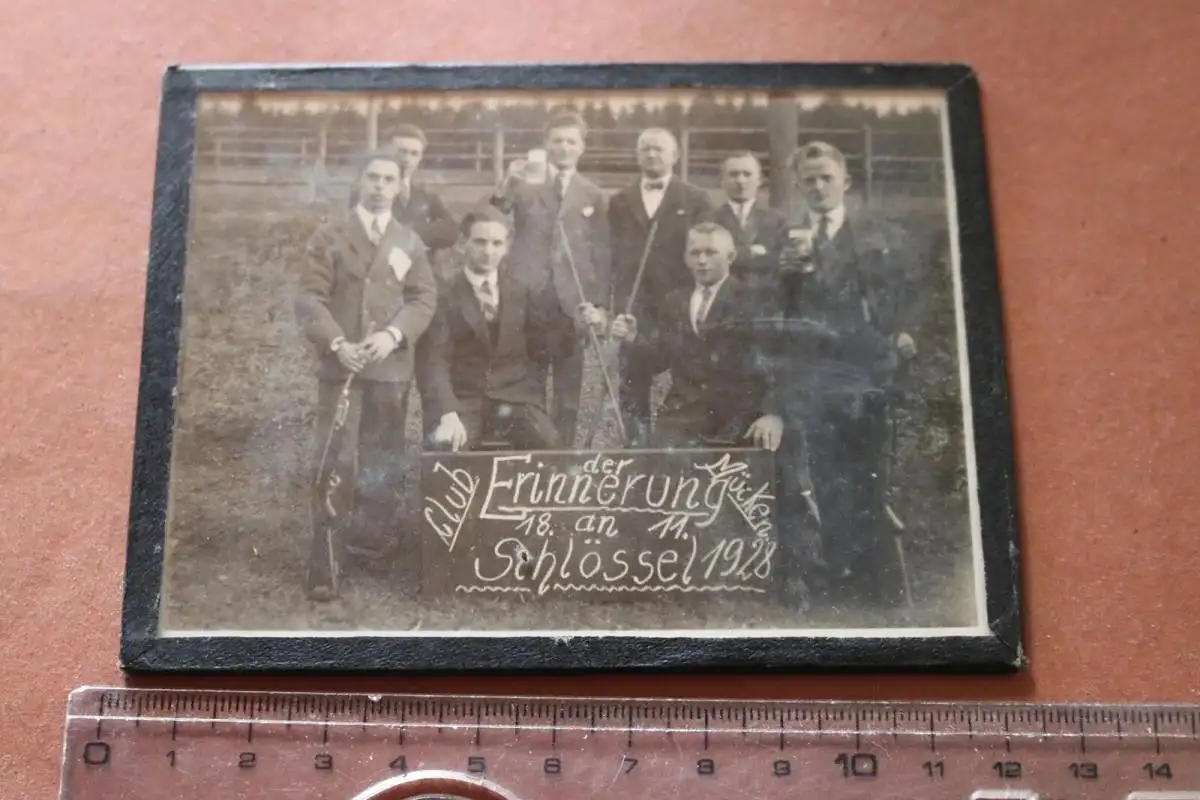 Club der Mücken
Erinnerung
18. an 11.
Schlössel 1928
0 1 2 3 4 5 6 7 8 9 10 11 12 13 14